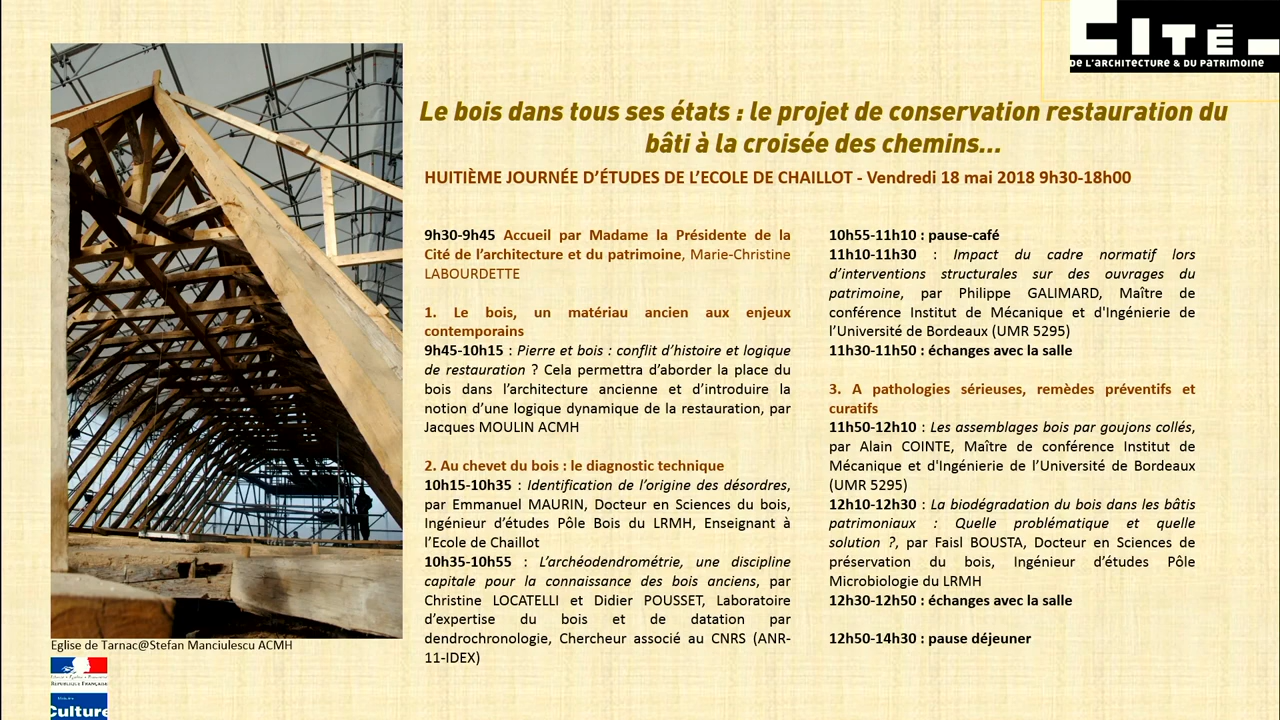 CITÉ
DE L'ARCHITECTURE & DU PATRIMOINE
Le bois dans tous ses états : le projet de conservation restauration du
bâti à la croisée des chemins...
HUITIÈME JOURNÉE D'ÉTUDES DE L'ECOLE DE CHAILLOT - Vendredi 18 mai 2018 9h30-18h00
9h30-9h45 Accueil par Madame la Présidente de la
Cité de l'architecture et du patrimoine, Marie-Christine
LABOURDETTE
1. Le bois, un matériau ancien aux enjeux
contemporains
9h45-10h15 : Pierre et bois : conflit d'histoire et logique
de restauration ? Cela permettra d'aborder la place du
bois dans l'architecture ancienne et d'introduire la
notion d'une logique dynamique de la restauration, par
Jacques MOULIN ACMH
2. Au chevet du bois : le diagnostic technique
10h15-10h35 : Identification de l'origine des désordres,
par Emmanuel MAURIN, Docteur en Sciences du bois,
Ingénieur d'études Pôle Bois du LRMH, Enseignant à
l'Ecole de Chaillot
10h35-10h55 : L'archéodendrométrie, une discipline
capitale pour la connaissance des bois anciens, par
Christine LOCATELLI et Didier POUSSET, Laboratoire
d'expertise du bois et de datation par
dendrochronologie, Chercheur associé au CNRS (ANR-
11-IDEX)
10h55-11h10 : pause-café
11h10-11h30 : Impact du cadre normatif lors
d'interventions structurales sur des ouvrages du
patrimoine, par Philippe GALIMARD, Maître de
conférence Institut de Mécanique et d'Ingénierie de
l'Université de Bordeaux (UMR 5295)
11h30-11h50 : échanges avec la salle
3. A pathologies sérieuses, remèdes préventifs et
curatifs
11h50-12h10 : Les assemblages bois par goujons collés,
par Alain COINTE, Maître de conférence Institut de
Mécanique et d'Ingénierie de l'Université de Bordeaux
(UMR 5295)
12h10-12h30 : La biodégradation du bois dans les bâtis
patrimoniaux : Quelle problématique et quelle
solution ?, par Faisl BOUSTA, Docteur en Sciences de
préservation du bois, Ingénieur d'études Pôle
Microbiologie du LRMH
12h30-12h50 : échanges avec la salle
12h50-14h30 : pause déjeuner
Eglise de Tarnac@Stefan Manciulescu ACMH
RÉPUBLIQUE FRANÇAISE
Culture